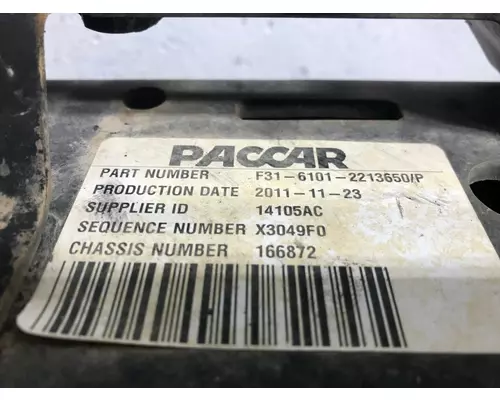 PACCAR
PART NUMBER F31-6101-2213650/P
PRODUCTION DATE 2011-11-23
SUPPLIER ID 14105AC
SEQUENCE NUMBER X3049F0
CHASSIS NUMBER 166872